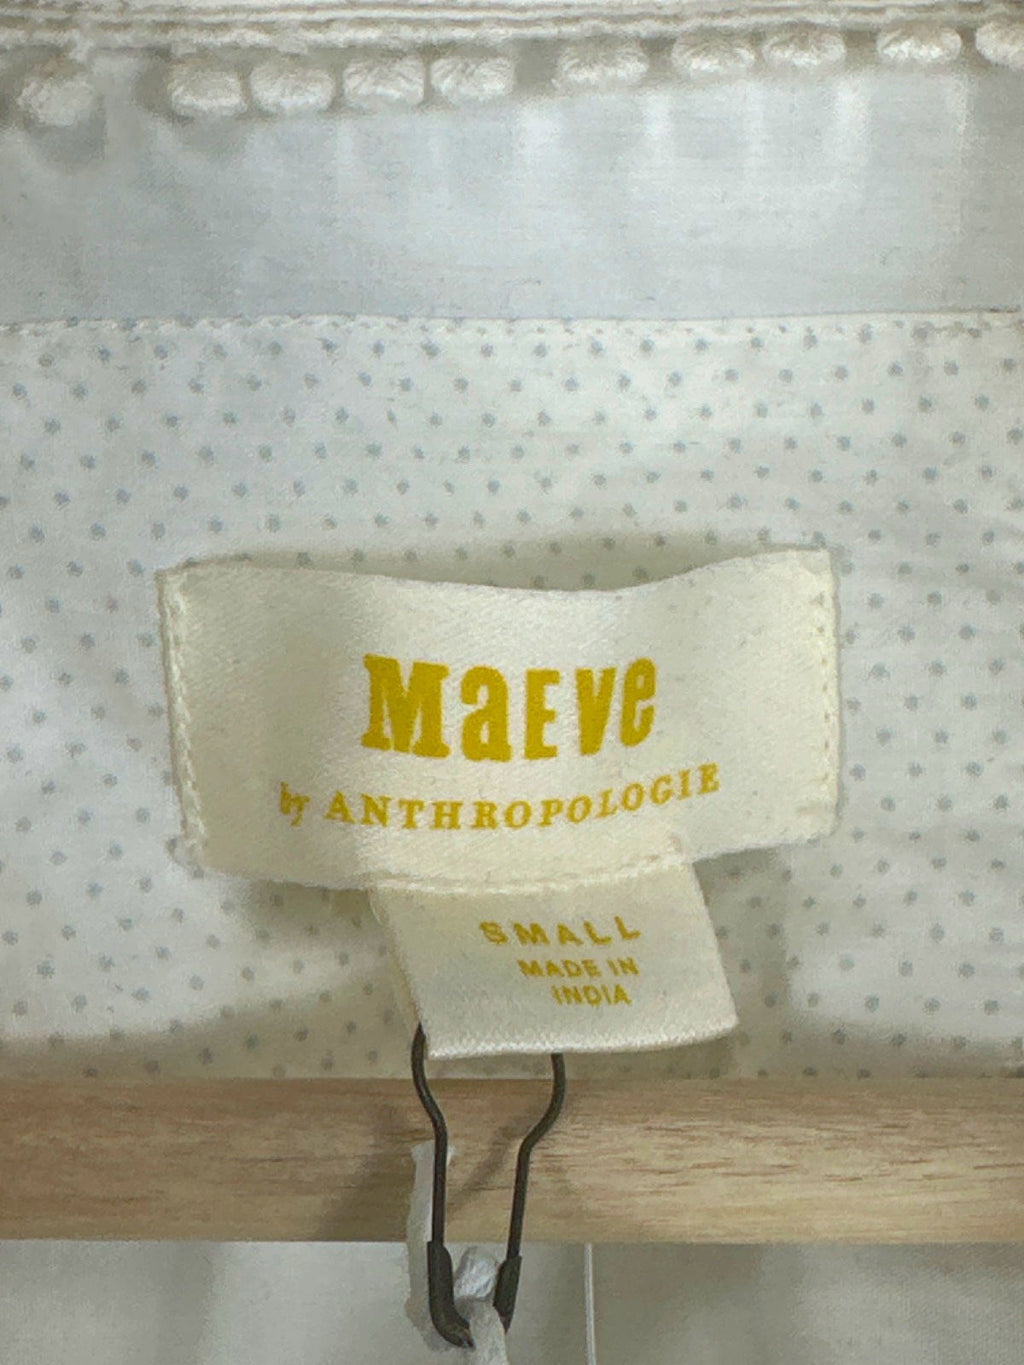 Maeve
by ANTHROPOLOGIE
SMALL
MADE IN
INDIA